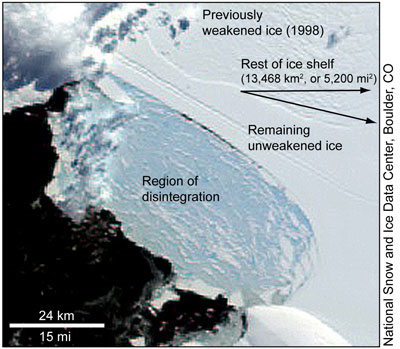 Previously
weakened ice (1998)
Rest of ice shelf
(13,468 km², or 5,200 mi²)
Remaining
unweakened ice
Region of
disintegration
24 km
15 mi
National Snow and Ice Data Center, Boulder, CO